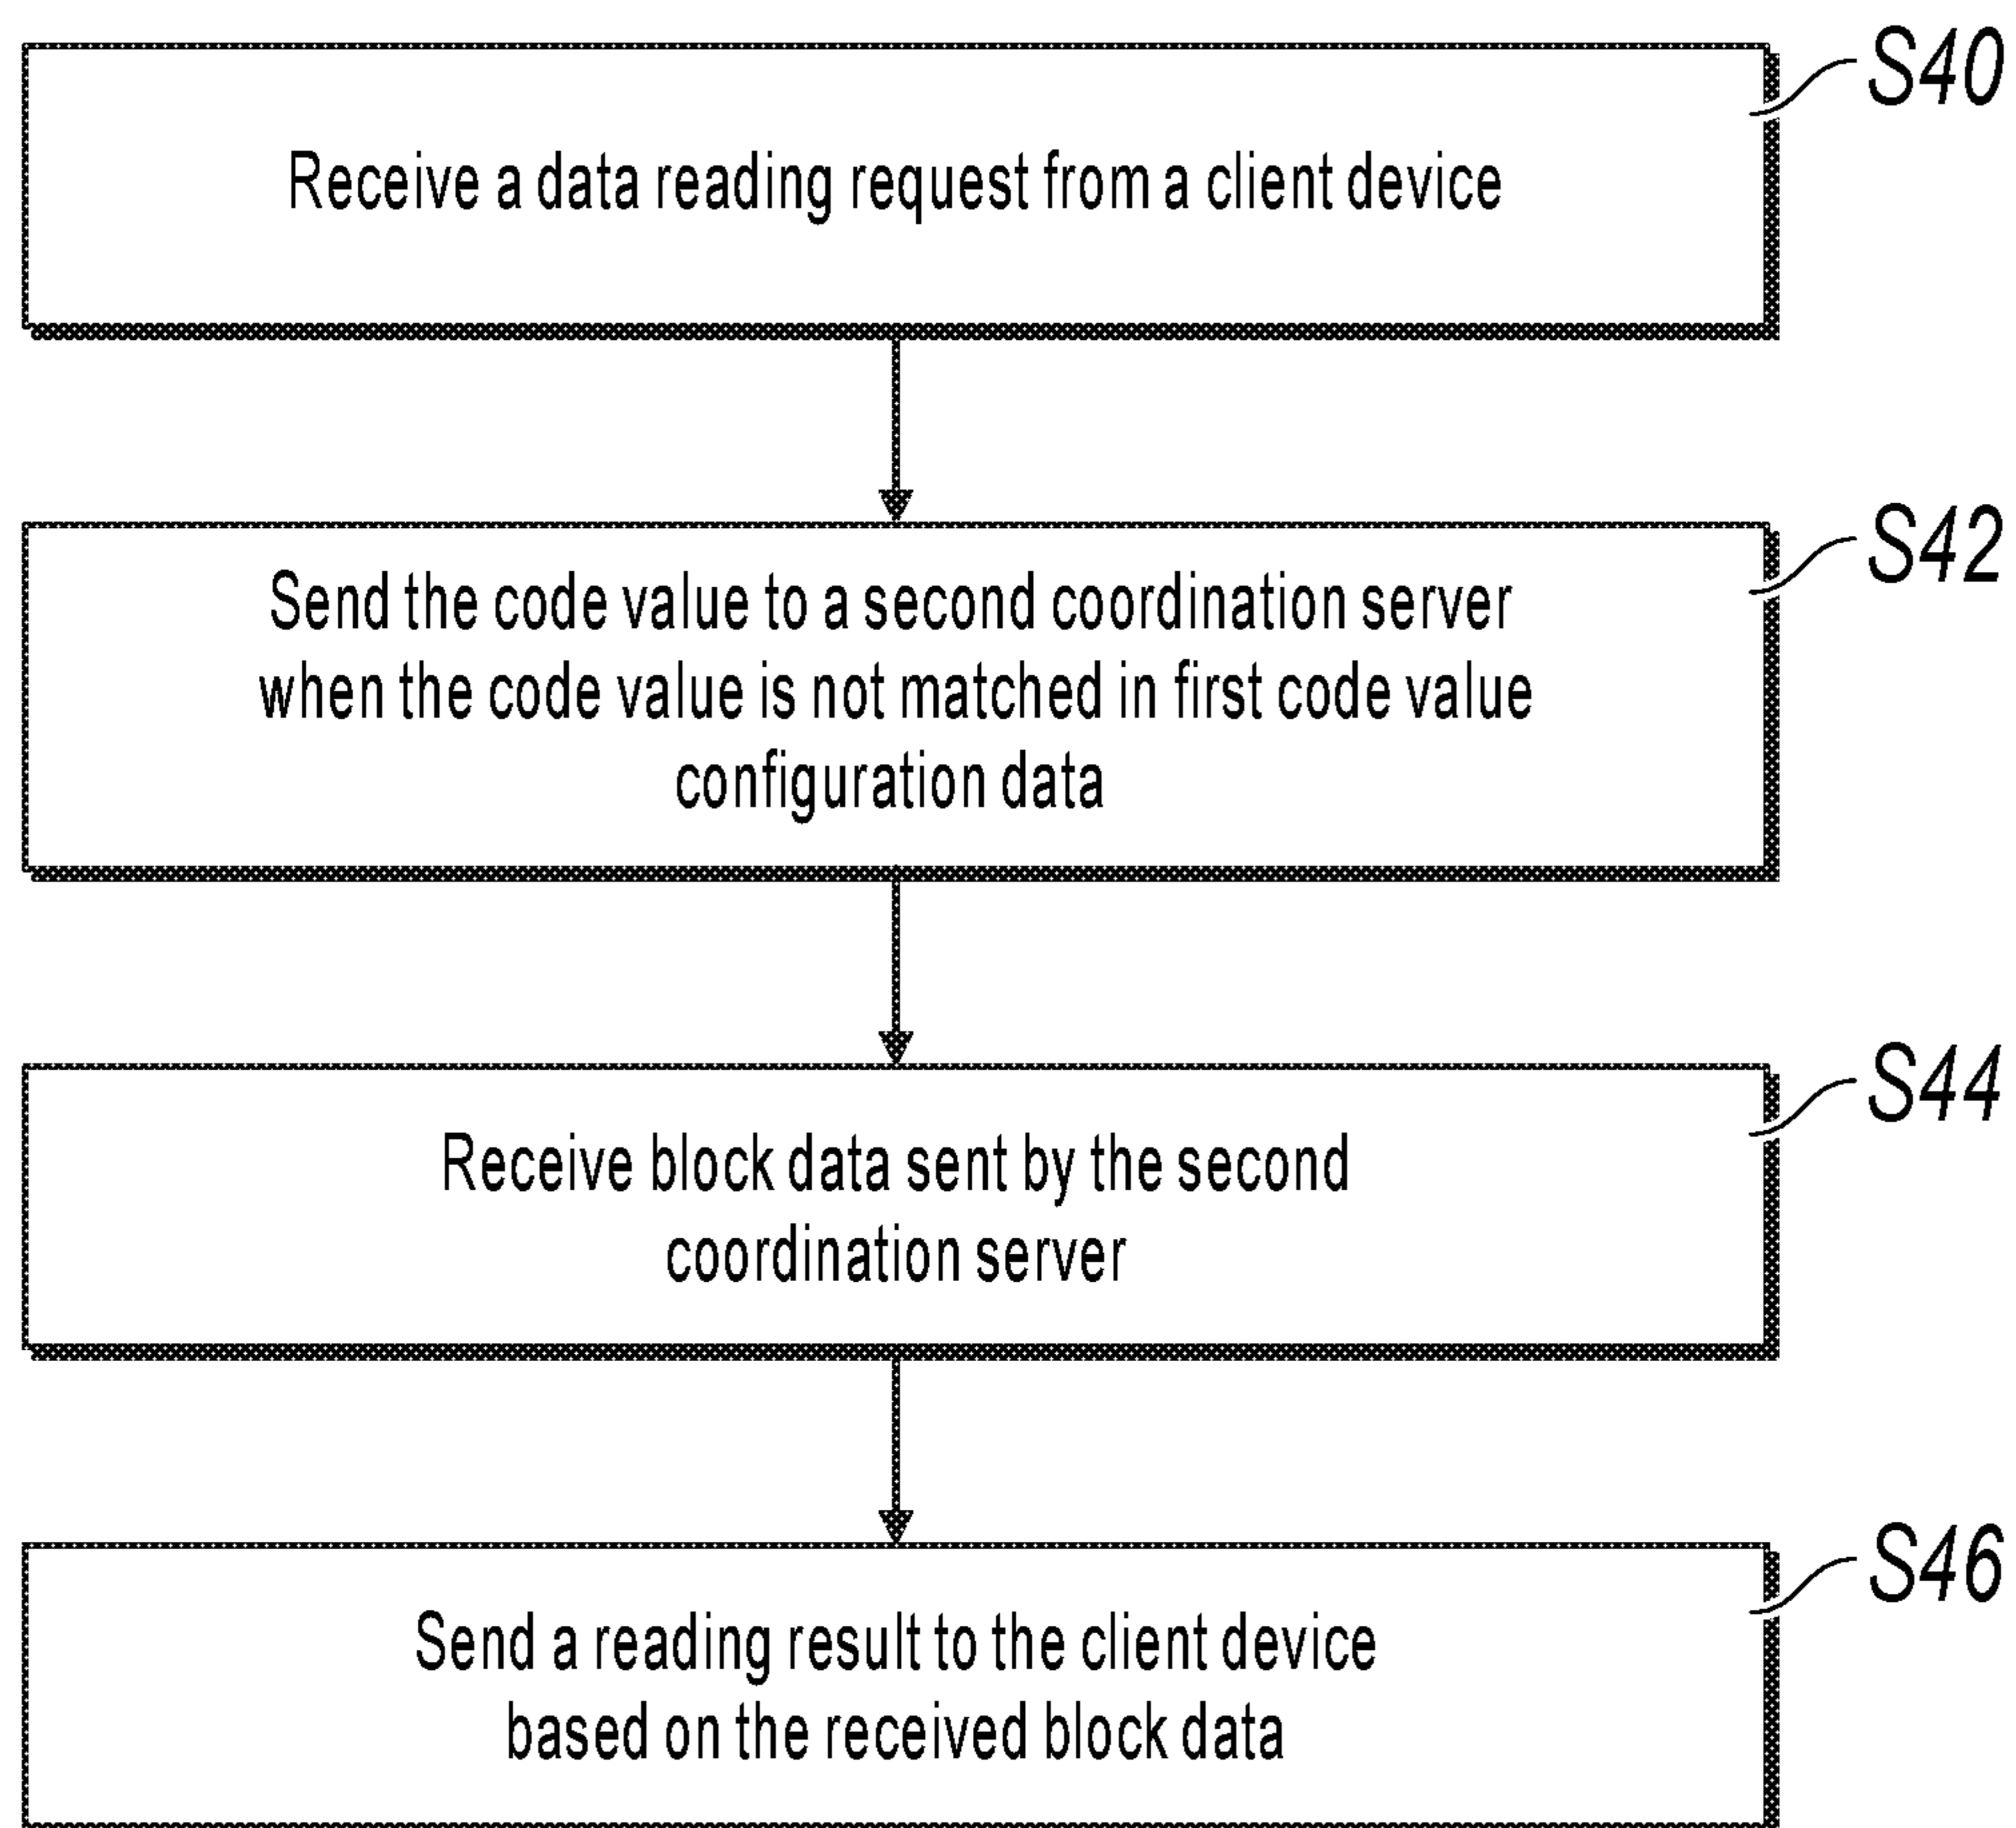 S40
Receive a data reading request from a client device
S42
Send the code value to a second coordination server
when the code value is not matched in first code value
configuration data
S44
Receive block data sent by the second
coordination server
S46
Send a reading result to the client device
based on the received block data